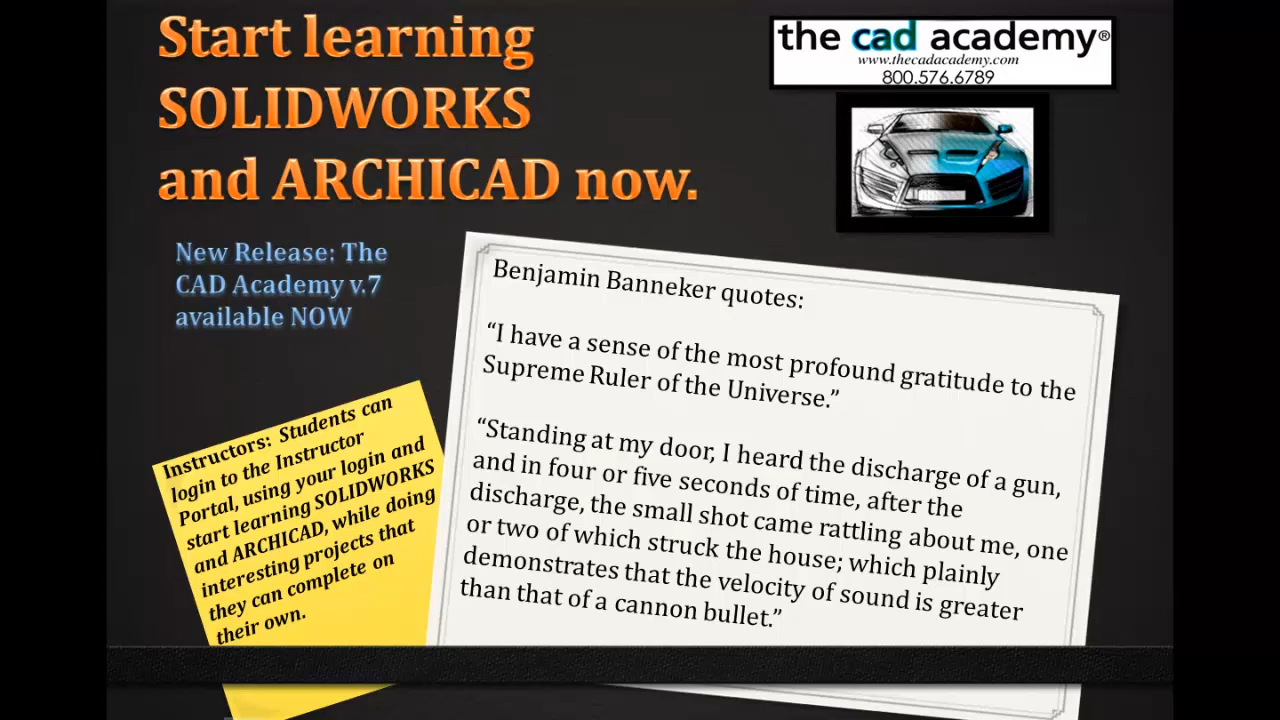 Start learning
SOLIDWORKS
and ARCHICAD now.
the cad academy®
www.thecadacademy.com
800.576.6789
New Release: The
CAD Academy v.7
available NOW
Benjamin Banneker quotes:
“I have a sense of the most profound gratitude to the
Supreme Ruler of the Universe.”
“Standing at my door, I heard the discharge of a gun,
and in four or five seconds of time, after the
discharge, the small shot came rattling about me, one
or two of which struck the house; which plainly
demonstrates that the velocity of sound is greater
than that of a cannon bullet.”
Instructors: Students can
login to the Instructor
Portal, using your login and
start learning SOLIDWORKS
and ARCHICAD, while doing
interesting projects that
they can complete on
their own.